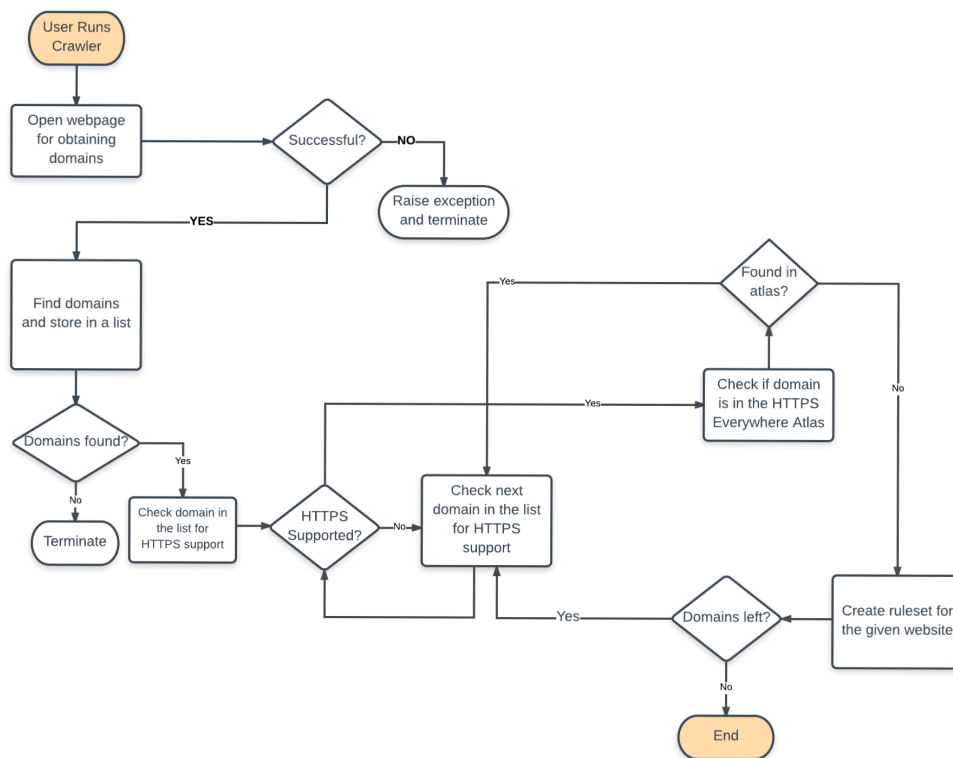 User Runs
Crawler
Open webpage
for obtaining
domains
Successful?
NO
Raise exception
and terminate
YES
Find domains
and store in a list
Domains found?
Yes
No
Terminate
Check domain in
the list for
HTTPS support
HTTPS
Supported?
No
Yes
Check next
domain in the list
for HTTPS
support
Check if domain
is in the HTTPS
Everywhere Atlas
Found in
atlas?
Yes
No
Create ruleset for
the given website
Domains left?
Yes
No
End